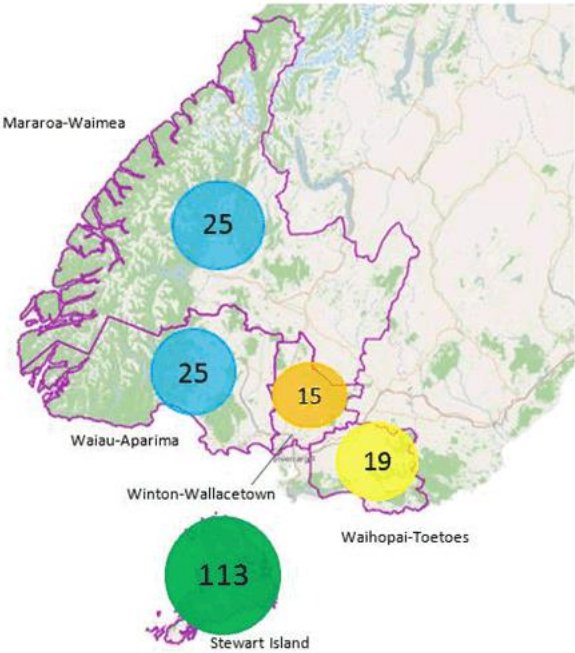 Mararoa-Waimea
25
25
15
Waiau-Aparima
19
Winton-Wallacetown
Waihopai-Toetoes
113
Stewart Island